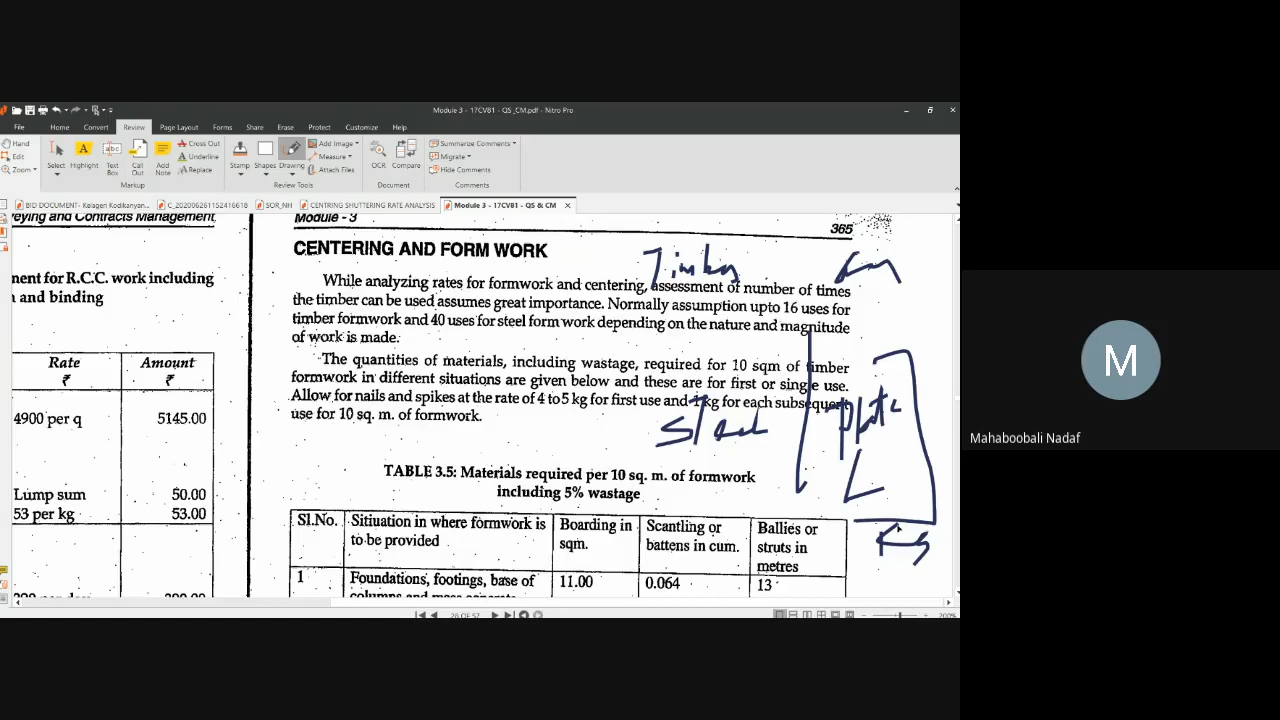 Module 3 - 17CV81 - QS_CM.pdf - Nitro Pro
File Home Convert Review Page Layout Forms Share Erase Protect Customize Help
Hand Edit Zoom
Select Highlight Text Box Call Out Add Note Cross Out Underline Replace
Markup
Stamp Shapes Drawing Add Image Measure Attach Files
Review Tools
OCR Compare
Document
Summarize Comments Migrate Hide Comments
Comments
BID DOCUMENT- Kelageri Kodikanyan... C_2020062611524166​18 SOR_NH CENTRING SHUTTERING RATE ANALYSIS Module 3 - 17CV81 - QS & CM
eying and Contracts Management
nent for R.C.C. work including
and binding
Rate Amount
₹ ₹
4900 per q 5145.00
Lump sum 50.00
53 per kg 53.00
Module - 3 365
CENTERING AND FORM WORK
Timber
While analyzing rates for formwork and centering, assessment of number of times
the timber can be used assumes great importance. Normally assumption upto 16 uses for
timber formwork and 40 uses for steel form work depending on the nature and magnitude
of work is made.
The quantities of materials, including wastage, required for 10 sqm of timber
formwork in different situations are given below and these are for first or single use.
Allow for nails and spikes at the rate of 4 to 5 kg for first use and 1 kg for each subsequent
use for 10 sq. m. of formwork.
Steel
Plate
L
Kg
TABLE 3.5: Materials required per 10 sq. m. of formwork
including 5% wastage
Sl.No. Sitiuation in where formwork is to be provided Boarding in sqm. Scantling or battens in cum. Ballies or struts in metres
1 Foundations, footings, base of 11.00 0.064 13
columns and mass concrete
28 OF 57
M
Mahaboobali Nadaf